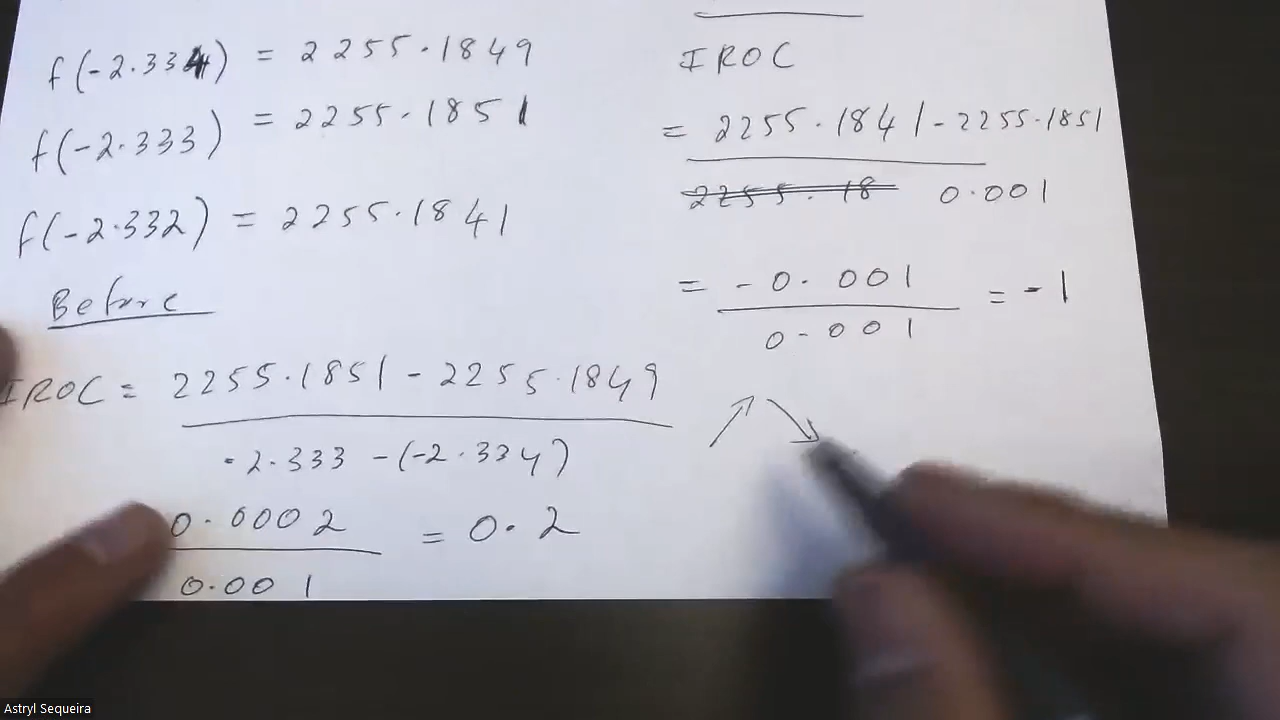 f(-2.334) = 2255.1849
f(-2.333) = 2255.1851
f(-2.332) = 2255.1841
Before
IROC = 2255.1851 - 2255.1849
-2.333 - (-2.334)
0.0002 = 0.2
0.001
IROC
= 2255.1841 - 2255.1851
2255.18 0.001
= -0.001 = -1
0.001
Astryl Sequeira